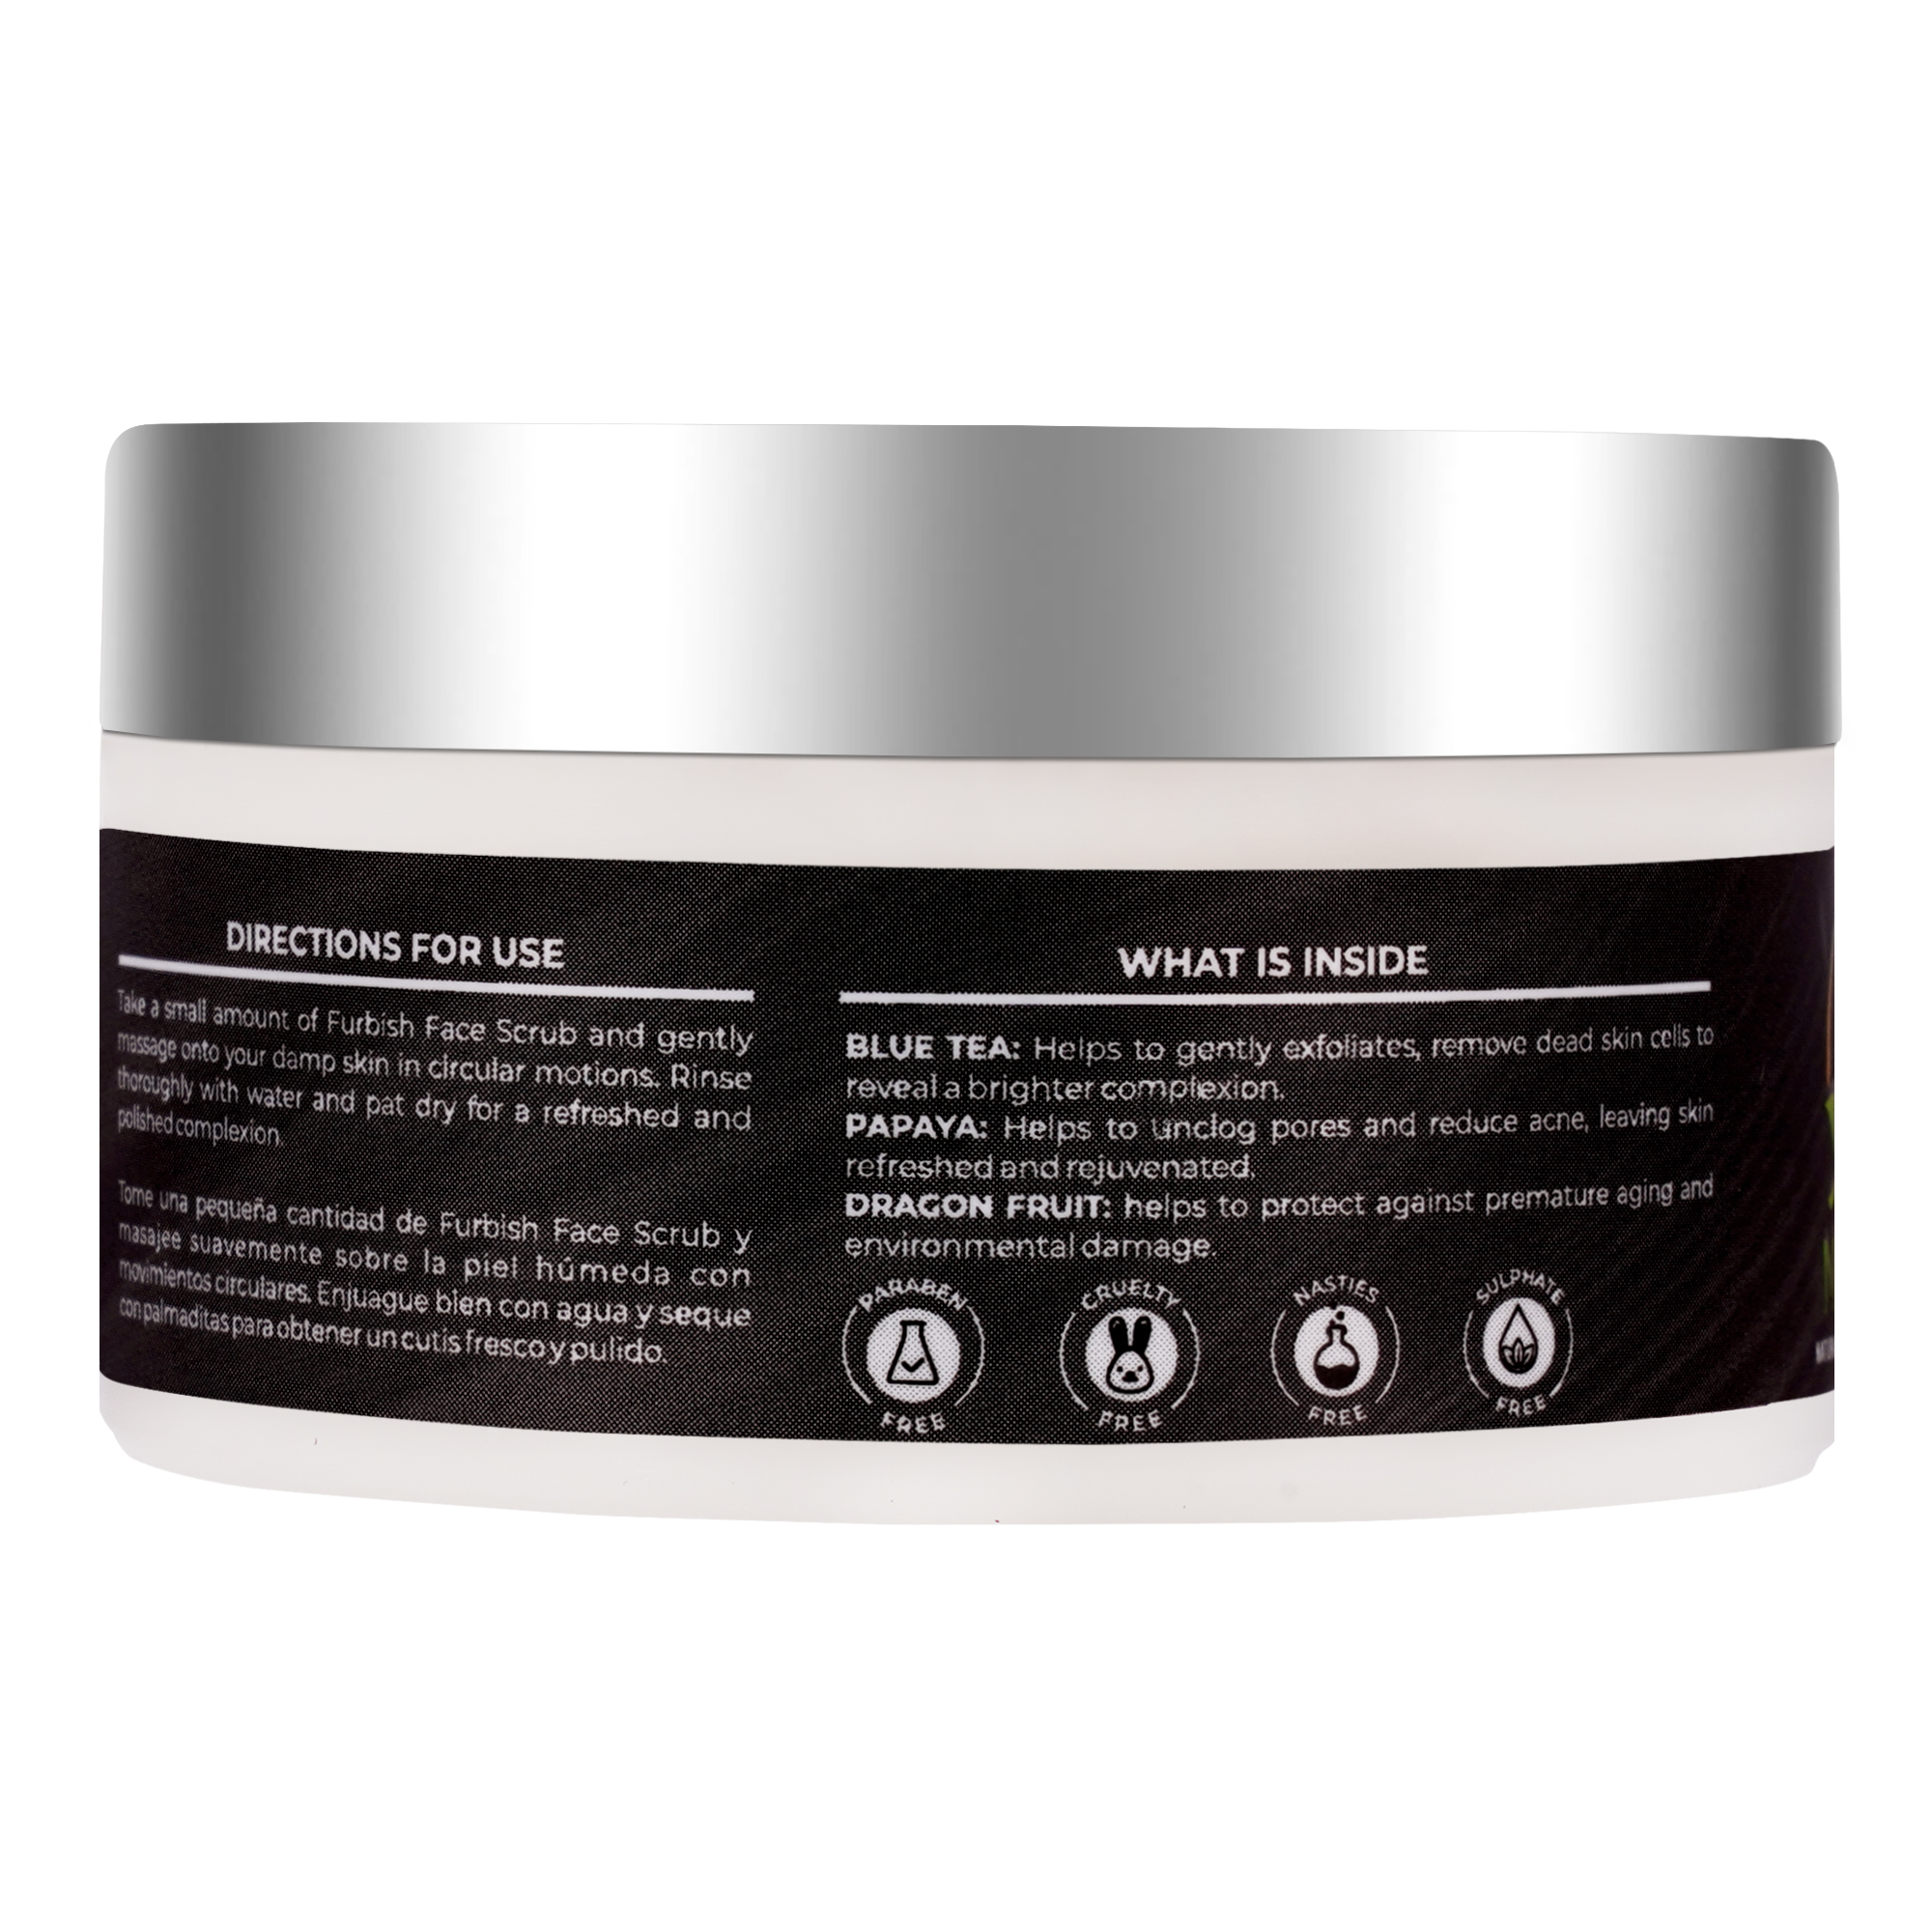 DIRECTIONS FOR USE
Take a small amount of Furbish Face Scrub and gently
massage onto your damp skin in circular motions. Rinse
thoroughly with water and pat dry for a refreshed and
polished complexion.
Tome una pequeña cantidad de Furbish Face Scrub y
masajee suavemente sobre la piel húmeda con
movimientos circulares. Enjuague bien con agua y seque
con palmaditas para obtener un cutis fresco y pulido.
WHAT IS INSIDE
BLUE TEA: Helps to gently exfoliates, remove dead skin cells to
reveal a brighter complexion.
PAPAYA: Helps to unclog pores and reduce acne, leaving skin
refreshed and rejuvenated.
DRAGON FRUIT: helps to protect against premature aging and
environmental damage.
PARABEN
FREE
CRUELTY
FREE
NASTIES
FREE
SULPHATE
FREE